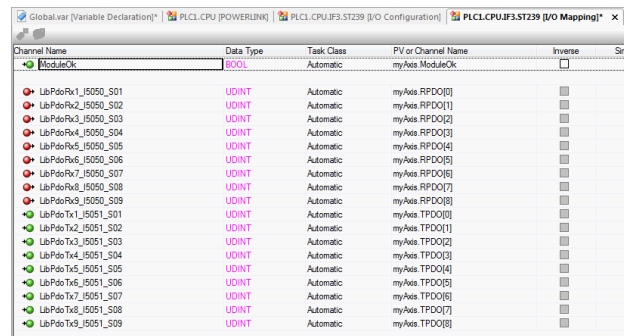 Global.var [Variable Declaration]* PLC1.CPU [POWERLINK] PLC1.CPU.IF3.ST239 [I/O Configuration] PLC1.CPU.IF3.ST239 [I/O Mapping]* x
Channel Name Data Type Task Class PV or Channel Name Inverse Sir
ModuleOk BOOL Automatic myAxis.ModuleOk
LibPdoRx1_I5050_S01 UDINT Automatic myAxis.RPDO[0]
LibPdoRx2_I5050_S02 UDINT Automatic myAxis.RPDO[1]
LibPdoRx3_I5050_S03 UDINT Automatic myAxis.RPDO[2]
LibPdoRx4_I5050_S04 UDINT Automatic myAxis.RPDO[3]
LibPdoRx5_I5050_S05 UDINT Automatic myAxis.RPDO[4]
LibPdoRx6_I5050_S06 UDINT Automatic myAxis.RPDO[5]
LibPdoRx7_I5050_S07 UDINT Automatic myAxis.RPDO[6]
LibPdoRx8_I5050_S08 UDINT Automatic myAxis.RPDO[7]
LibPdoRx9_I5050_S09 UDINT Automatic myAxis.RPDO[8]
LibPdoTx1_I5051_S01 UDINT Automatic myAxis.TPDO[0]
LibPdoTx2_I5051_S02 UDINT Automatic myAxis.TPDO[1]
LibPdoTx3_I5051_S03 UDINT Automatic myAxis.TPDO[2]
LibPdoTx4_I5051_S04 UDINT Automatic myAxis.TPDO[3]
LibPdoTx5_I5051_S05 UDINT Automatic myAxis.TPDO[4]
LibPdoTx6_I5051_S06 UDINT Automatic myAxis.TPDO[5]
LibPdoTx7_I5051_S07 UDINT Automatic myAxis.TPDO[6]
LibPdoTx8_I5051_S08 UDINT Automatic myAxis.TPDO[7]
LibPdoTx9_I5051_S09 UDINT Automatic myAxis.TPDO[8]